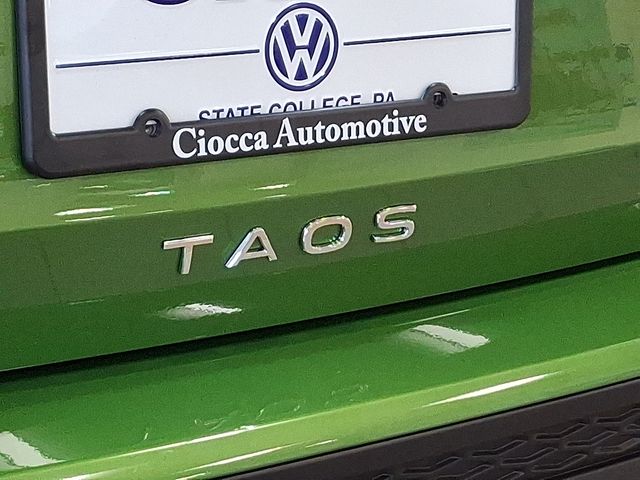 STATE COLLEGE, PA
Ciocca Automotive
TAOS